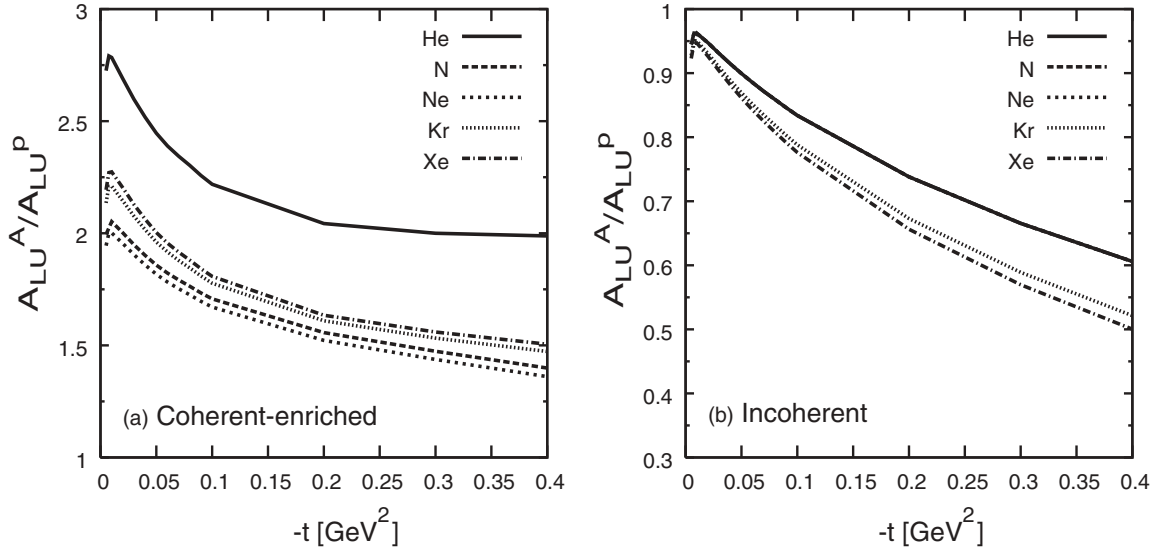 3
2.5
2
1.5
1
A_LU^A/A_LU^p
He
N
Ne
Kr
Xe
(a) Coherent-enriched
0 0.05 0.1 0.15 0.2 0.25 0.3 0.35 0.4
-t [GeV^2]
1
0.9
0.8
0.7
0.6
0.5
0.4
0.3
A_LU^A/A_LU^p
He
N
Ne
Kr
Xe
(b) Incoherent
0 0.05 0.1 0.15 0.2 0.25 0.3 0.35 0.4
-t [GeV^2]